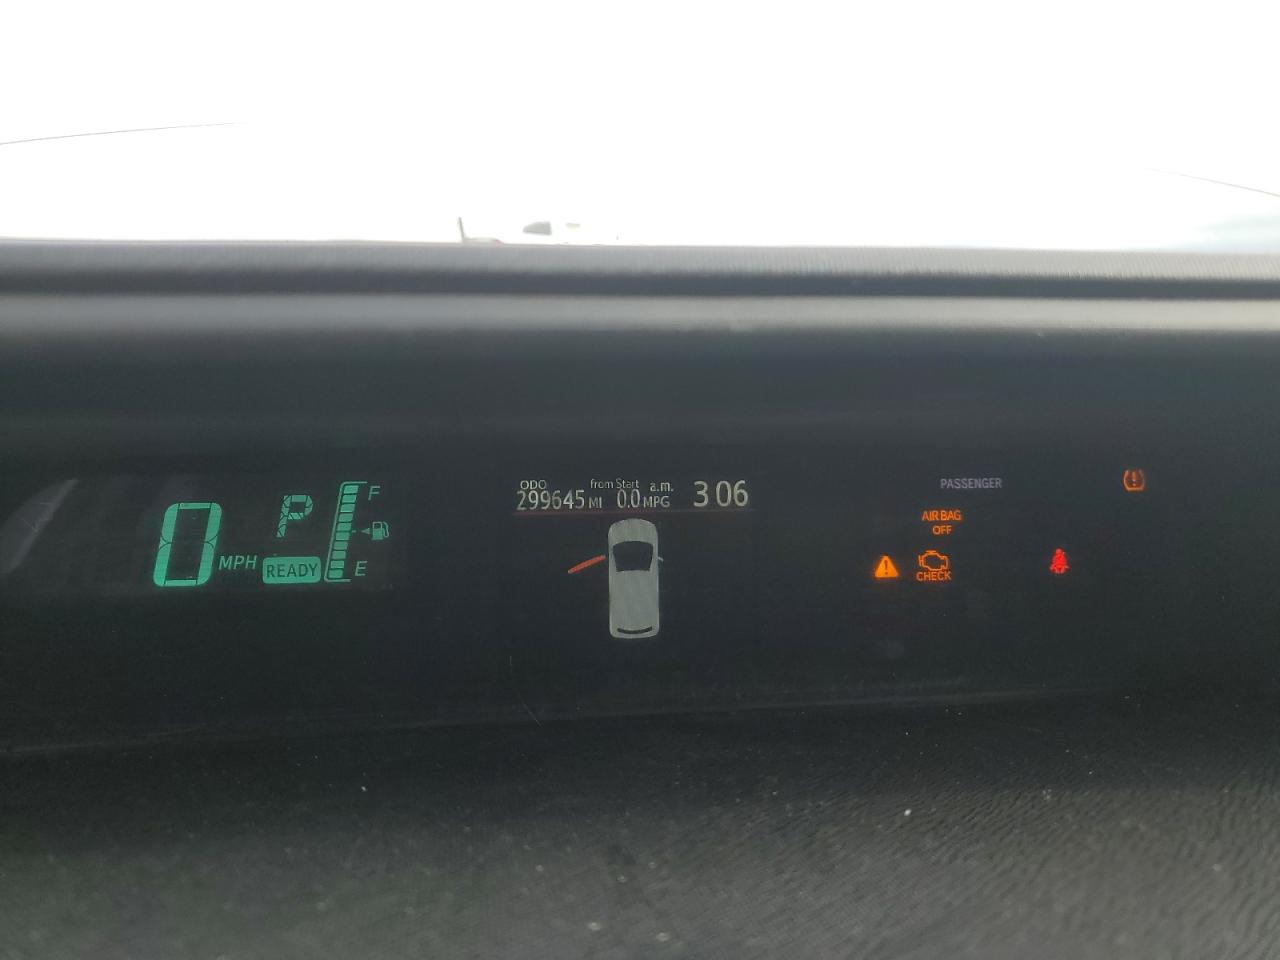 0 MPH
P
READY
F
E
ODO from Start a.m.
299645 MI 0.0 MPG 3 06
PASSENGER
AIR BAG
OFF
CHECK